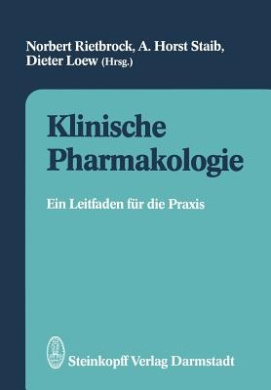 Norbert Rietbrock, A. Horst Staib,
Dieter Loew (Hrsg.)
Klinische
Pharmakologie
Ein Leitfaden für die Praxis
Steinkopff Verlag Darmstadt